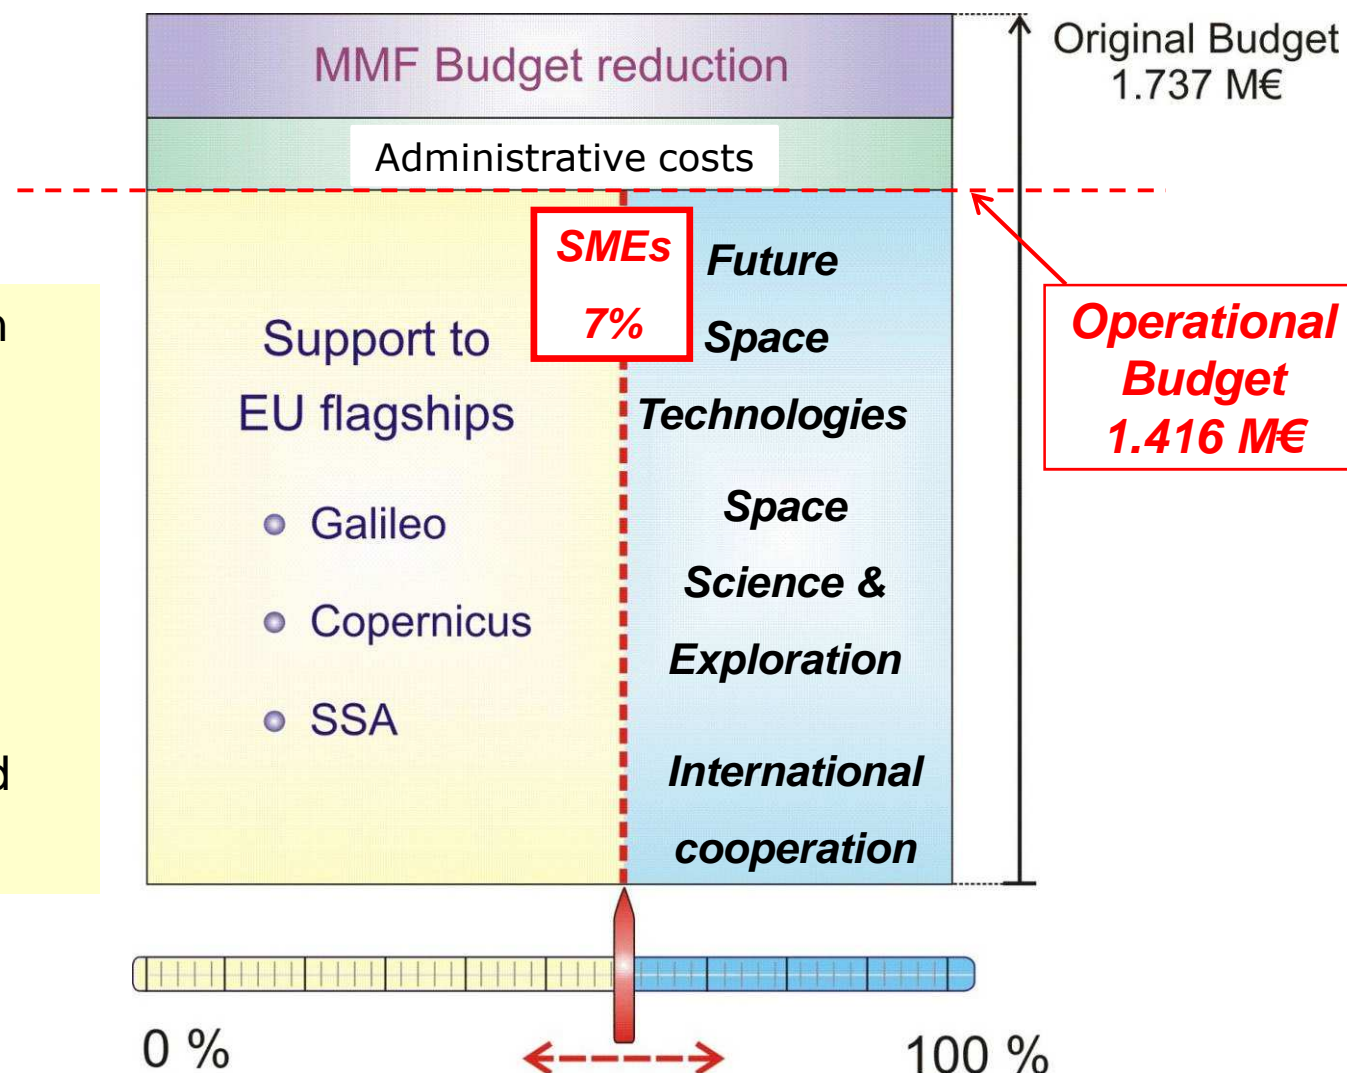 MMF Budget reduction
Original Budget
1.737 M€
Administrative costs
n
d
Support to
EU flagships
Galileo
Copernicus
SSA
SMEs
7%
Future
Space
Technologies
Space
Science &
Exploration
International
cooperation
Operational
Budget
1.416 M€
0 %
100 %